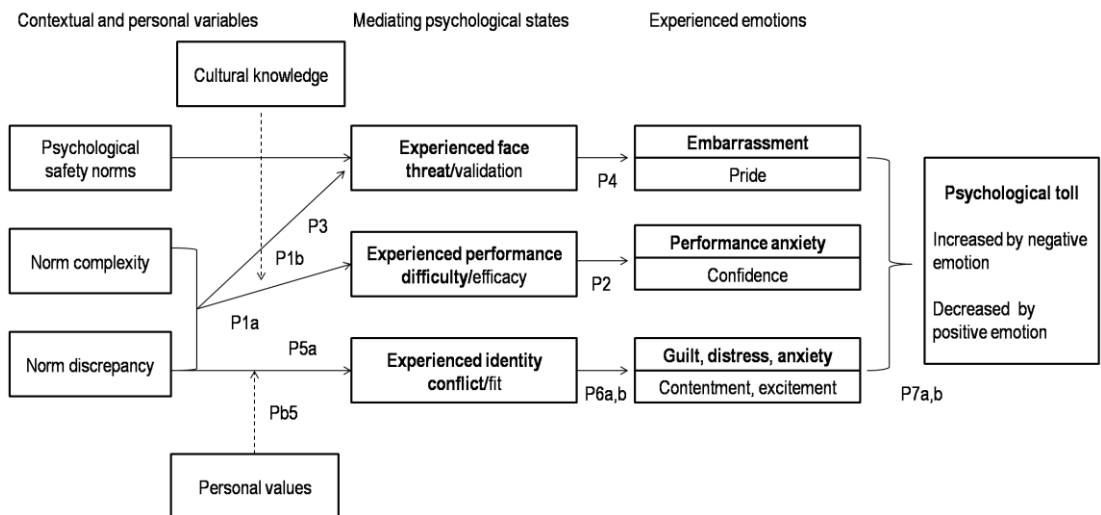 Contextual and personal variables
Mediating psychological states
Experienced emotions
Cultural knowledge
Psychological
safety norms
Experienced face
threat/validation
P4
Embarrassment
Pride
P3
Norm complexity
P1b
Experienced performance
difficulty/efficacy
P2
Performance anxiety
Confidence
Psychological toll
Increased by negative
emotion
Decreased by
positive emotion
P1a
Norm discrepancy
P5a
Experienced identity
conflict/fit
P6a,b
Guilt, distress, anxiety
Contentment, excitement
P7a,b
Pb5
Personal values